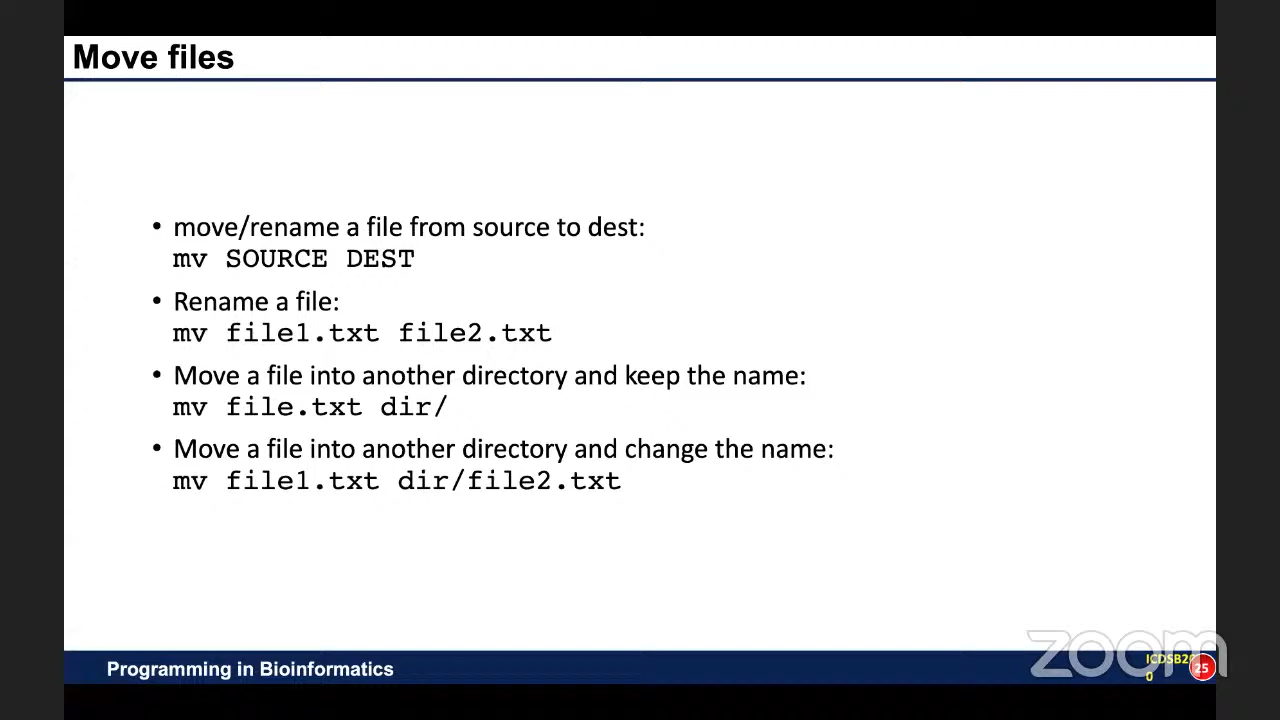 Move files
• move/rename a file from source to dest:
mv SOURCE DEST
• Rename a file:
mv file1.txt file2.txt
• Move a file into another directory and keep the name:
mv file.txt dir/
• Move a file into another directory and change the name:
mv file1.txt dir/file2.txt
zoom
Programming in Bioinformatics
25